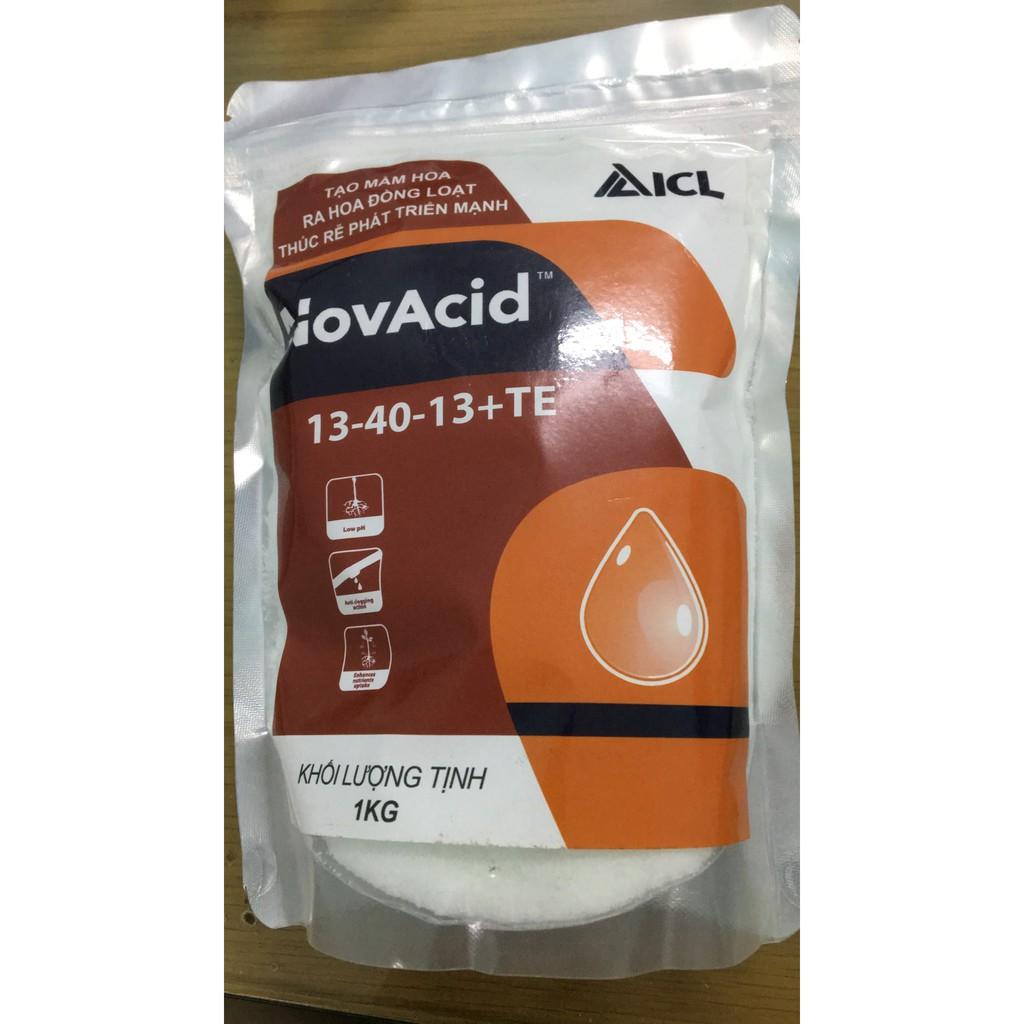 TẠO MẦM HOA
RA HOA ĐỒNG LOẠT
THÚC RỄ PHÁT TRIỂN MẠNH
ICL
NovAcid™
13-40-13+TE
Low pH
Anti-clogging
action
Enhances
nutrients
uptake
KHỐI LƯỢNG TỊNH
1KG